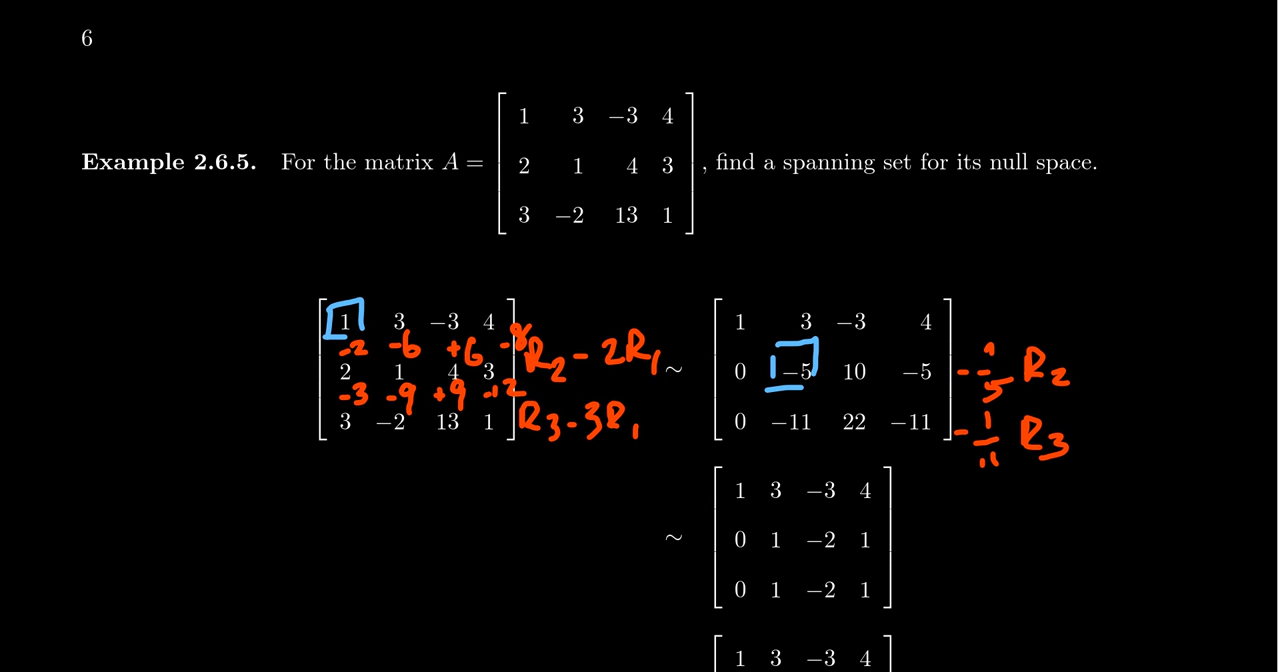 6
Example 2.6.5. For the matrix A = [ 1 3 −3 4
2 1 4 3
3 −2 13 1 ], find a spanning set for its null space.
1 3 −3 4
-2 -6 +6 -8
2 1 4 3 R2 - 2R1
-3 -9 +9 -12
3 −2 13 1 R3 - 3R1
∼
1 3 −3 4
0 −5 10 −5 -1/5 R2
0 −11 22 −11 -1/11 R3
∼
1 3 −3 4
0 1 −2 1
0 1 −2 1
1 3 −3 4